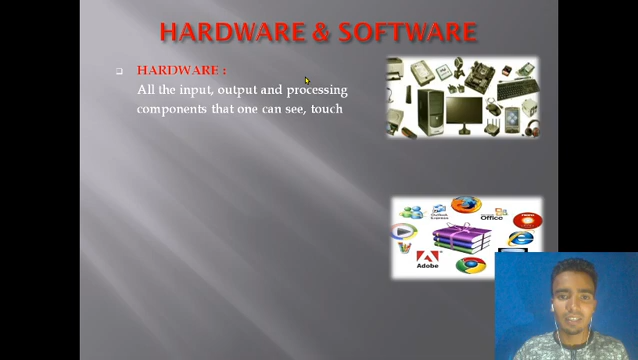 HARDWARE & SOFTWARE
HARDWARE :
All the input, output and processing
components that one can see, touch
Outlook
Express
Office
Adobe